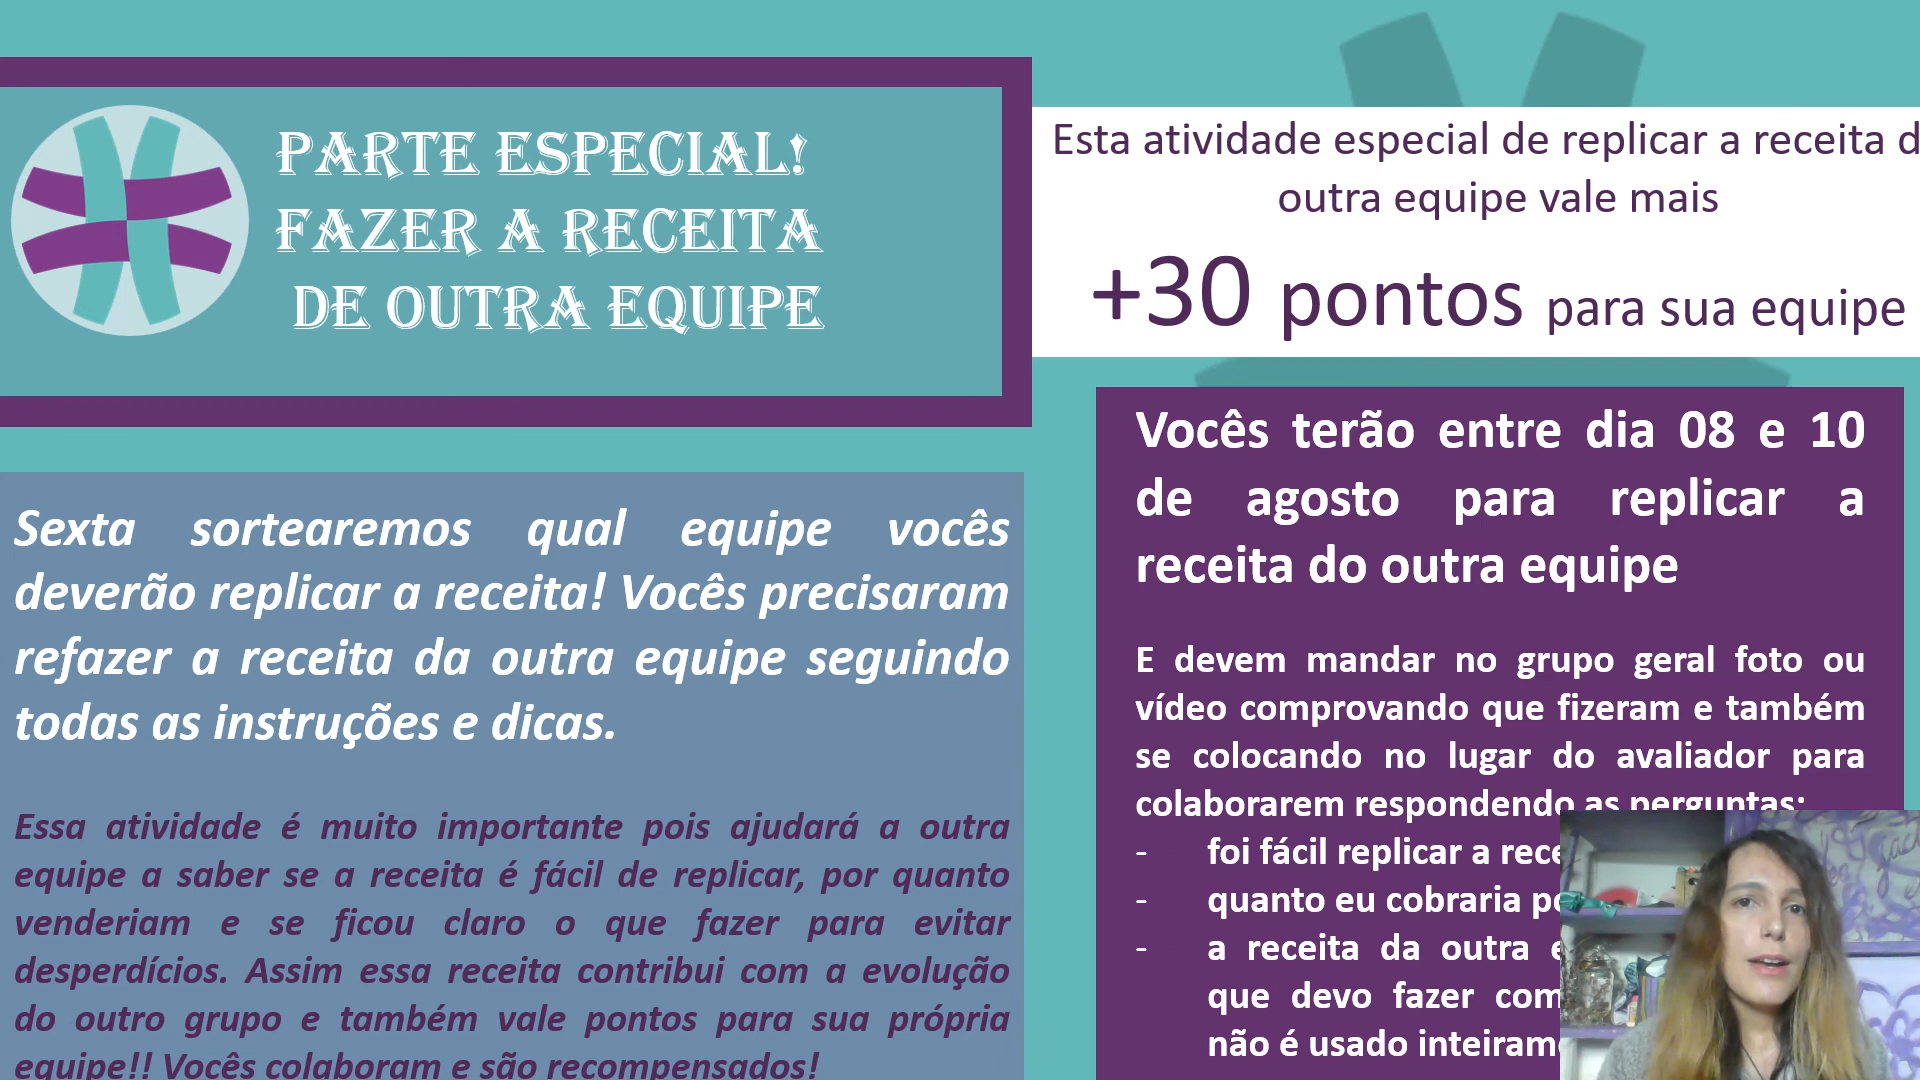 PARTE ESPECIAL!
FAZER A RECEITA
DE OUTRA EQUIPE
Esta atividade especial de replicar a receita d
outra equipe vale mais
+30 pontos para sua equipe
Sexta sortearemos qual equipe vocês
deverão replicar a receita! Vocês precisaram
refazer a receita da outra equipe seguindo
todas as instruções e dicas.
Essa atividade é muito importante pois ajudará a outra
equipe a saber se a receita é fácil de replicar, por quanto
venderiam e se ficou claro o que fazer para evitar
desperdícios. Assim essa receita contribui com a evolução
do outro grupo e também vale pontos para sua própria
equipe!! Vocês colaboram e são recompensados!
Vocês terão entre dia 08 e 10
de agosto para replicar a
receita do outra equipe
E devem mandar no grupo geral foto ou
vídeo comprovando que fizeram e também
se colocando no lugar do avaliador para
colaborarem respondendo as perguntas:
- foi fácil replicar a rece
- quanto eu cobraria po
- a receita da outra e
que devo fazer com
não é usado inteirame